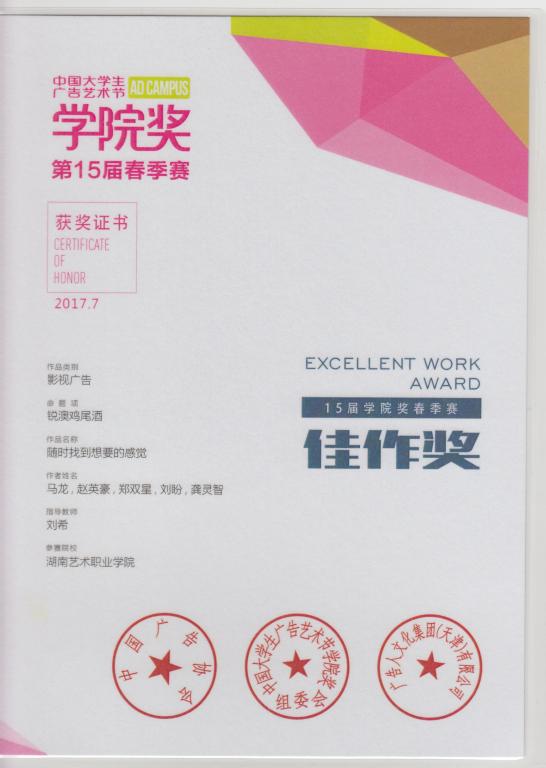 中国大学生
广告艺术节 AD CAMPUS
学院奖
第15届春季赛
获奖证书
CERTIFICATE
OF
HONOR
2017.7
作品类别
影视广告
命题项
锐澳鸡尾酒
作品名称
随时找到想要的感觉
作者姓名
马龙，赵英豪，郑双星，刘盼，龚灵智
指导教师
刘希
参赛院校
湖南艺术职业学院
EXCELLENT WORK
AWARD
15届学院奖春季赛
佳作奖
中国广告协会
中国大学生广告艺术节学院奖
组委会
广告人文化集团(天津)有限公司